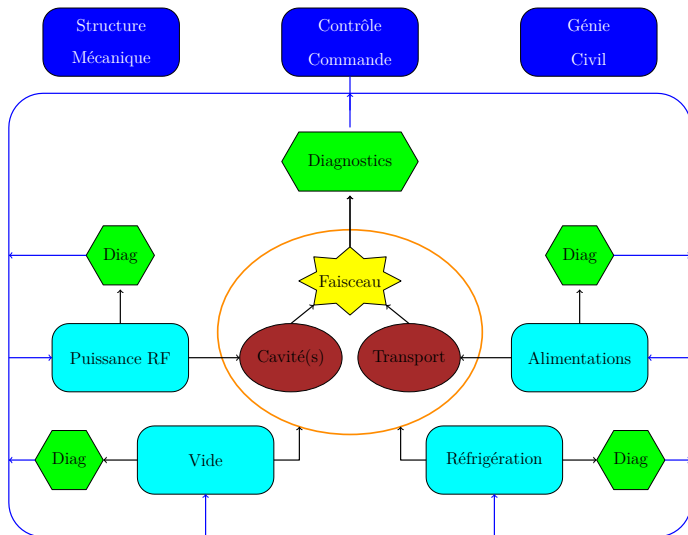 Structure
Mécanique
Contrôle
Commande
Génie
Civil
Diagnostics
Diag
Diag
Faisceau
Puissance RF
Cavité(s)
Transport
Alimentations
Diag
Vide
Réfrigération
Diag